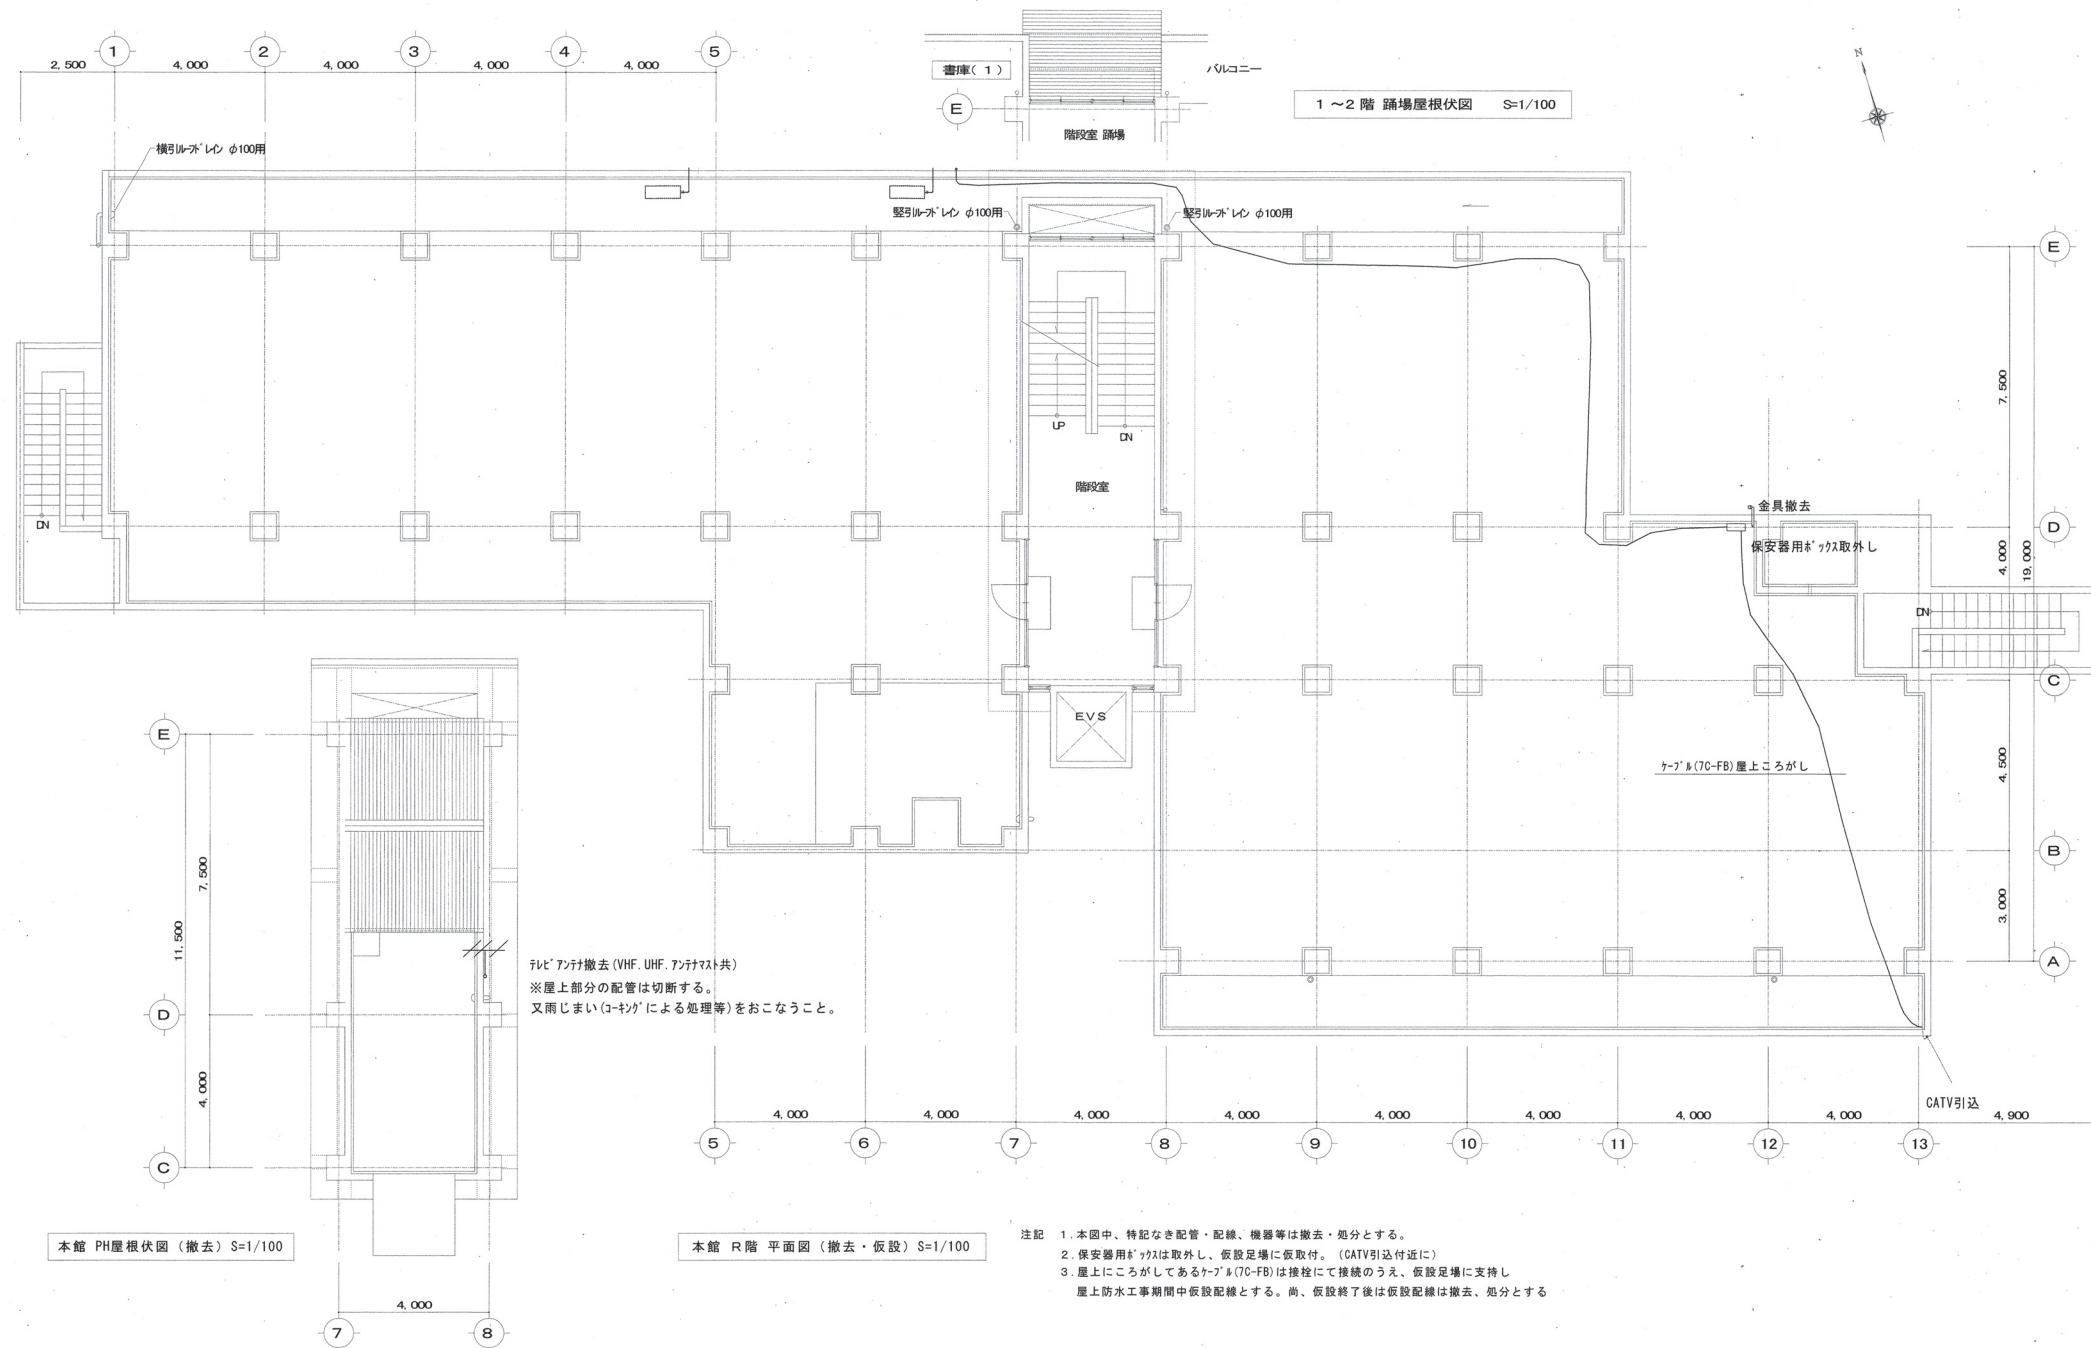 1
2
3
4
5
2,500
4,000
4,000
4,000
4,000
書庫(1)
バルコニー
E
階段室 踊場
1～2階 踊場屋根伏図 S=1/100
N
横引ルーフドレイン φ100用
竪引ルーフドレイン φ100用
竪引ルーフドレイン φ100用
E
7,500
UP
DN
階段室
DN
金具撤去
D
保安器用ボックス取外し
4,000
19,000
DN
C
EVS
ケーブル(7C-FB)屋上ころがし
4,500
B
3,000
A
E
7,500
11,500
テレビアンテナ撤去(VHF.UHF.アンテナマスト共)
※屋上部分の配管は切断する。
又雨じまい(コーキングによる処理等)をおこなうこと。
D
4,000
C
CATV引込
4,000
4,000
4,000
4,000
4,000
4,000
4,000
4,000
4,900
5
6
7
8
9
10
11
12
13
本館 PH屋根伏図（撤去）S=1/100
本館 R階 平面図（撤去・仮設）S=1/100
注記 1.本図中、特記なき配管・配線、機器等は撤去・処分とする。
2.保安器用ボックスは取外し、仮設足場に仮取付。（CATV引込付近に）
3.屋上にころがしてあるケーブル(7C-FB)は接栓にて接続のうえ、仮設足場に支持し
屋上防水工事期間中仮設配線とする。尚、仮設終了後は仮設配線は撤去、処分とする
4,000
7
8